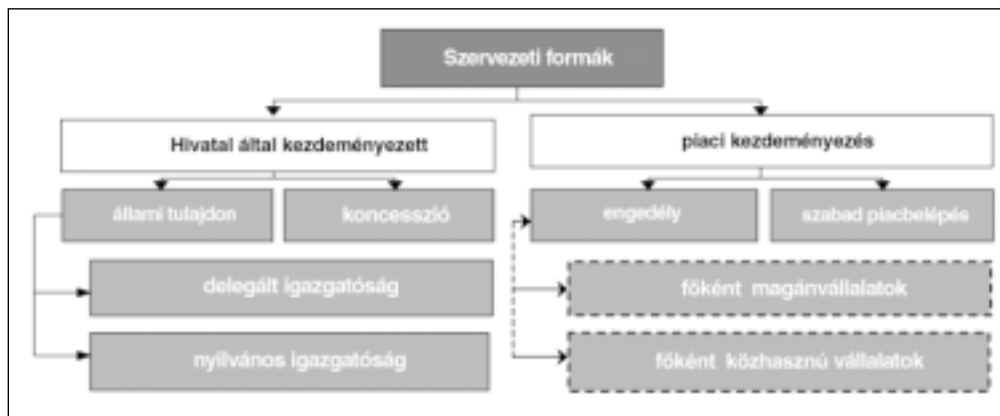 Szervezeti formák
Hivatal által kezdeményezett
piaci kezdeményezés
állami tulajdon
koncesszió
engedély
szabad piacbelépés
delegált igazgatóság
főként magánvállalatok
nyilvános igazgatóság
főként közhasznú vállalatok